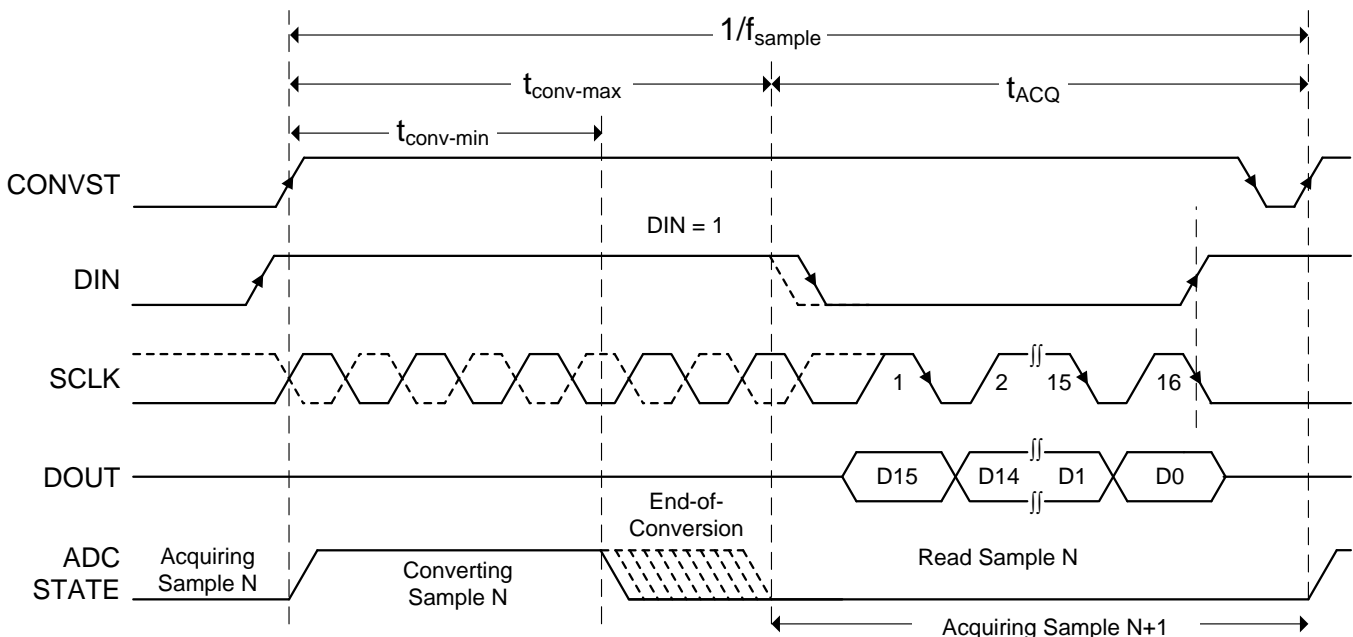 1/fsample
tconv-max
tACQ
tconv-min
CONVST
DIN = 1
DIN
SCLK
1
2
∫∫
15
16
DOUT
D15
D14
∫∫
∫∫
D1
D0
End-of-
Conversion
ADC
STATE
Acquiring
Sample N
Converting
Sample N
Read Sample N
Acquiring Sample N+1